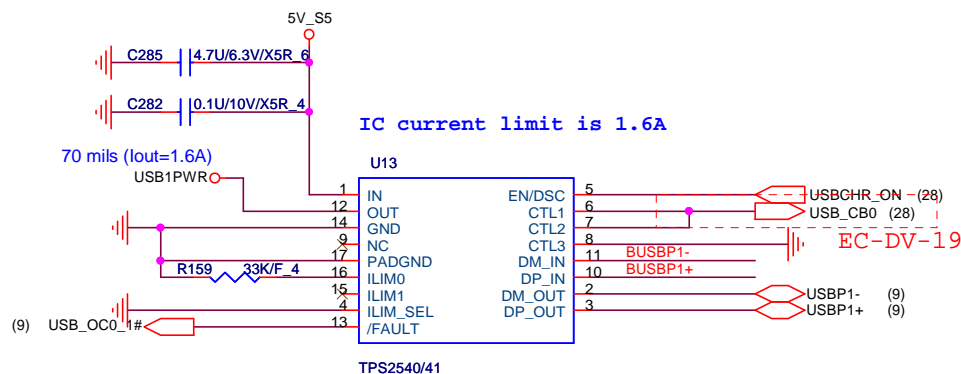 5V_S5
C285 4.7U/6.3V/X5R_6
C282 0.1U/10V/X5R_4
IC current limit is 1.6A
70 mils (Iout=1.6A)
U13
USB1PWR
1 IN EN/DSC 5 USBCHR_ON (28)
12 OUT CTL1 6 USB_CB0 (28)
14 GND CTL2 7
9 NC CTL3 8 EC-DV-19
17 PADGND DM_IN 11 BUSBP1-
R159 33K/F_4 16 ILIM0 DP_IN 10 BUSBP1+
15 ILIM1 DM_OUT 2 USBP1- (9)
4 ILIM_SEL DP_OUT 3 USBP1+ (9)
(9) USB_OC0_1# 13 /FAULT
TPS2540/41